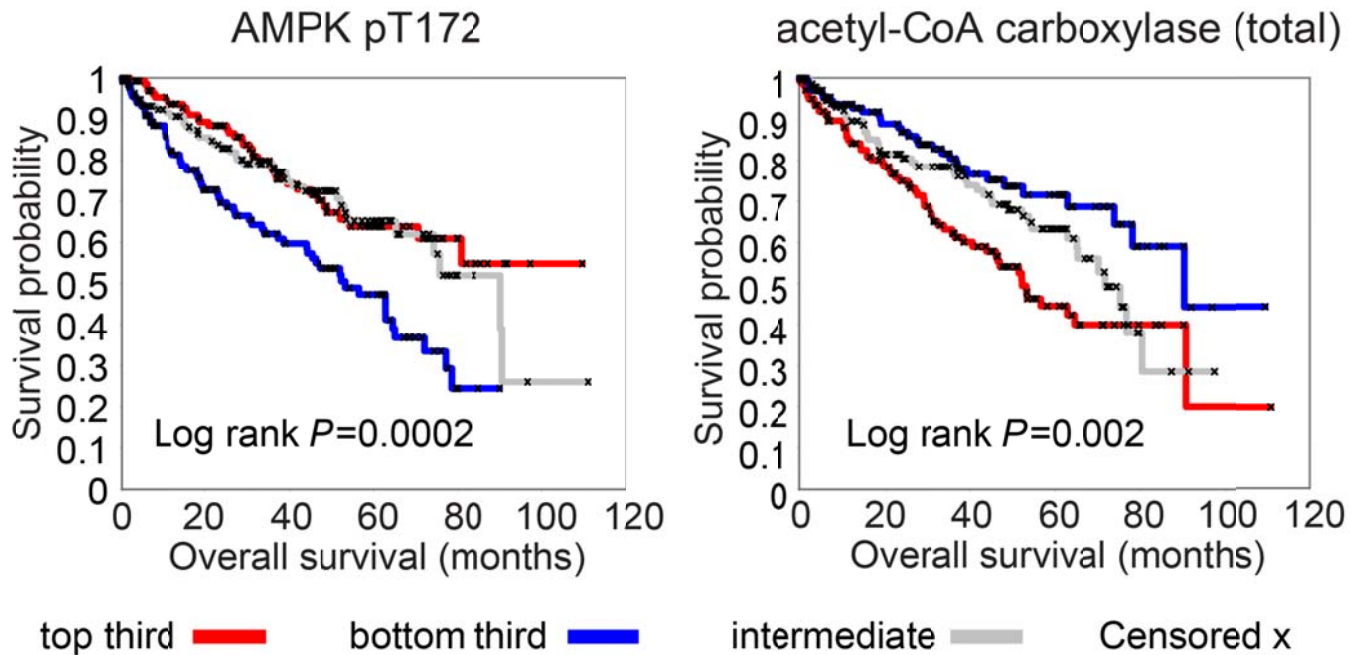 AMPK pT172
acetyl-CoA carboxylase (total)
Survival probability
1
0.9
0.8
0.7
0.6
0.5
0.4
0.3
0.2
0.1
0
Log rank P=0.0002
0 20 40 60 80 100 120
Overall survival (months)
Survival probability
1
0.9
0.8
0.7
0.6
0.5
0.4
0.3
0.2
0.1
0
Log rank P=0.002
0 20 40 60 80 100 120
Overall survival (months)
top third
bottom third
intermediate
Censored x